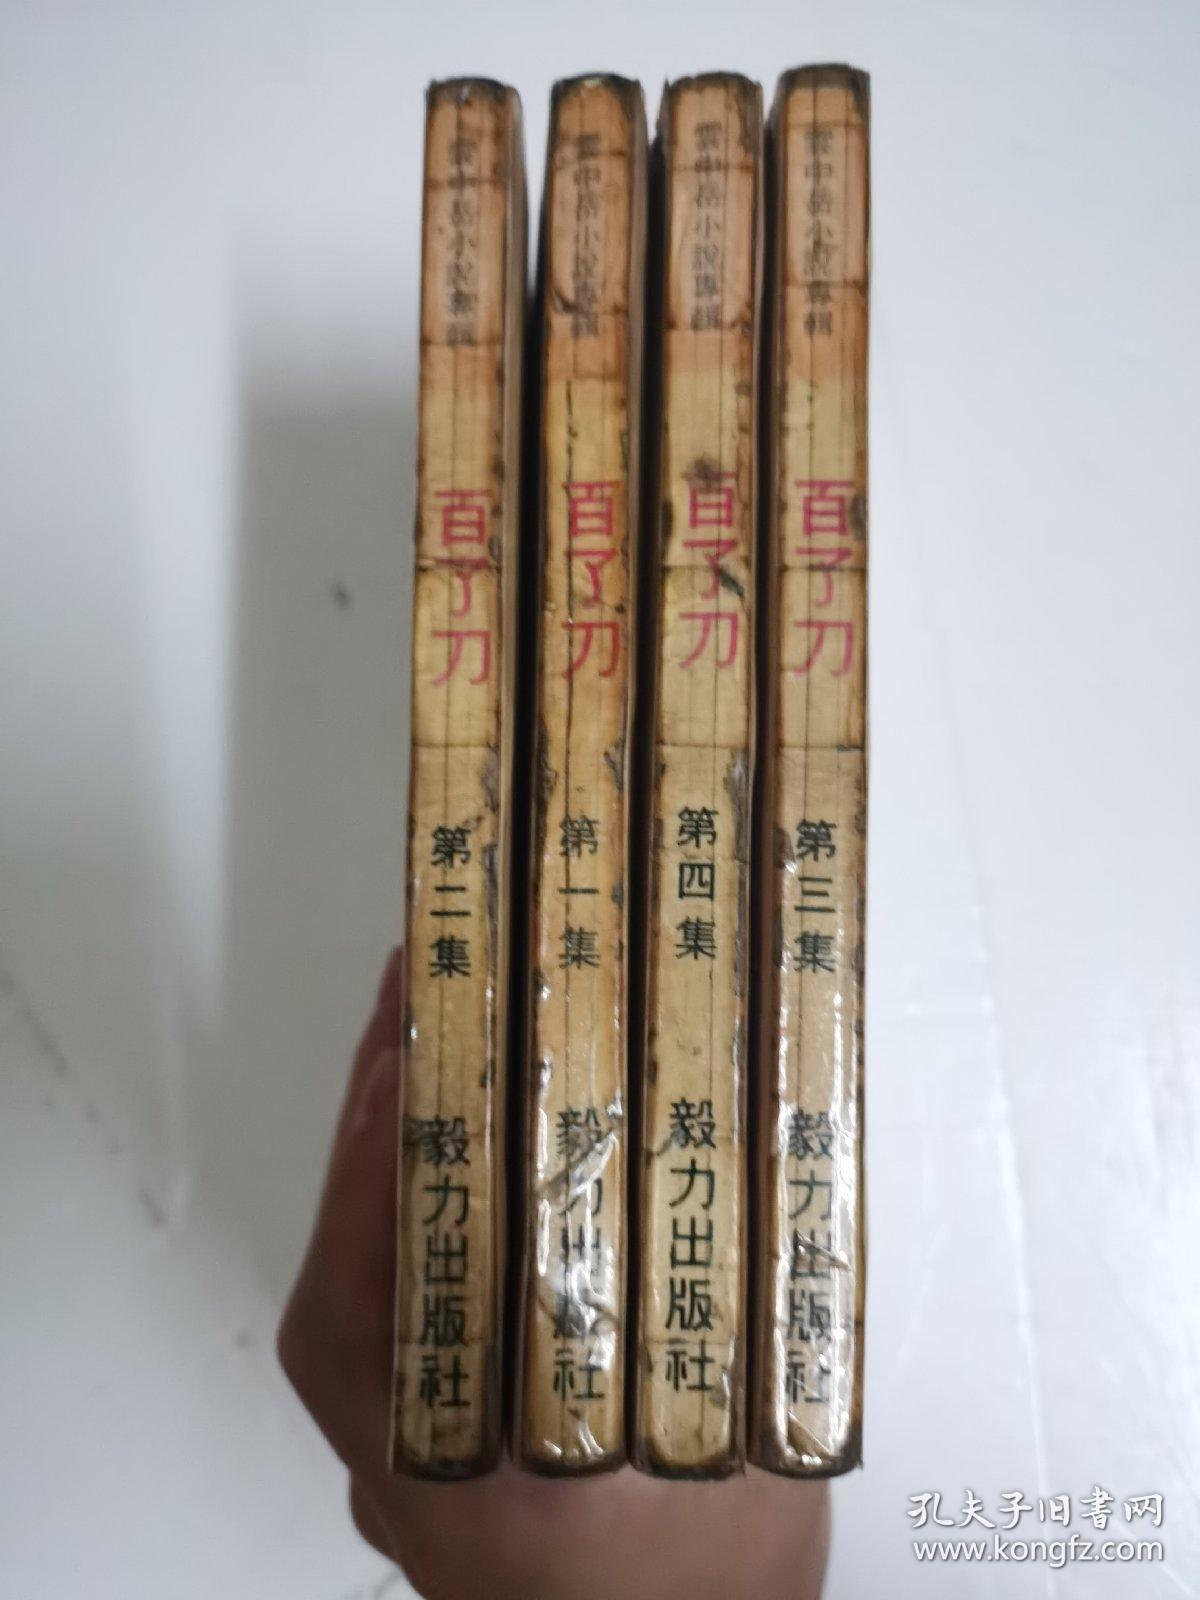 雲中岳小說專輯
百了刀
第二集
毅力出版社
雲中岳小說專輯
百了刀
第一集
毅力出版社
雲中岳小說專輯
百了刀
第四集
毅力出版社
雲中岳小說專輯
百了刀
第三集
毅力出版社
孔夫子旧书网
www.kongfz.com